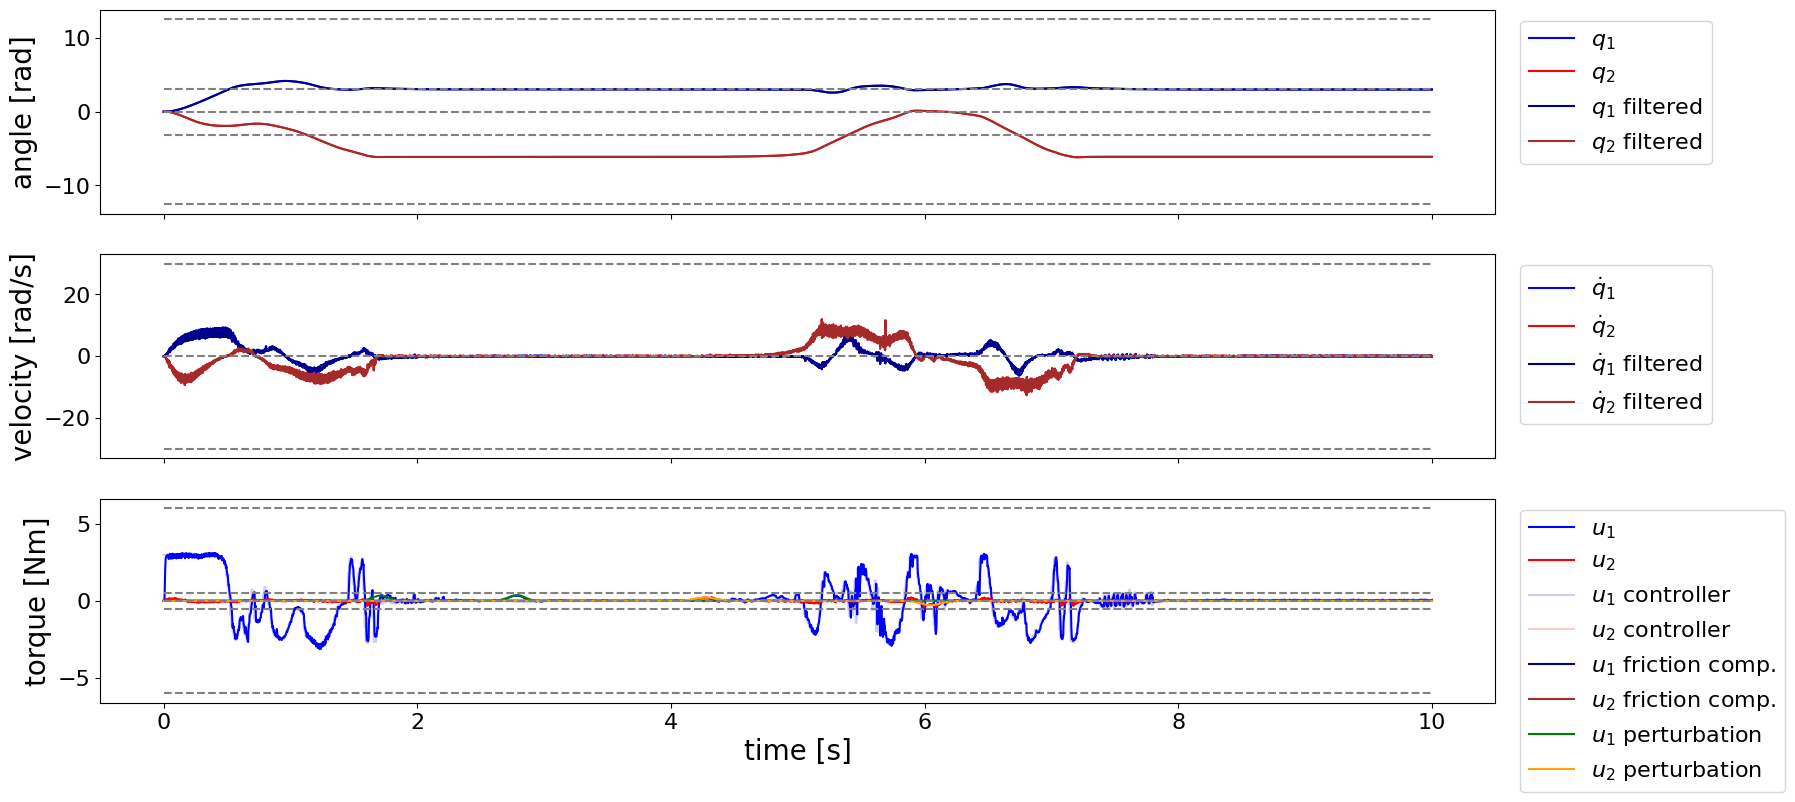 angle [rad]
10
0
−10
q₁
q₂
q₁ filtered
q₂ filtered
velocity [rad/s]
20
0
−20
q̇₁
q̇₂
q̇₁ filtered
q̇₂ filtered
torque [Nm]
5
0
−5
0 2 4 6 8 10
time [s]
u₁
u₂
u₁ controller
u₂ controller
u₁ friction comp.
u₂ friction comp.
u₁ perturbation
u₂ perturbation